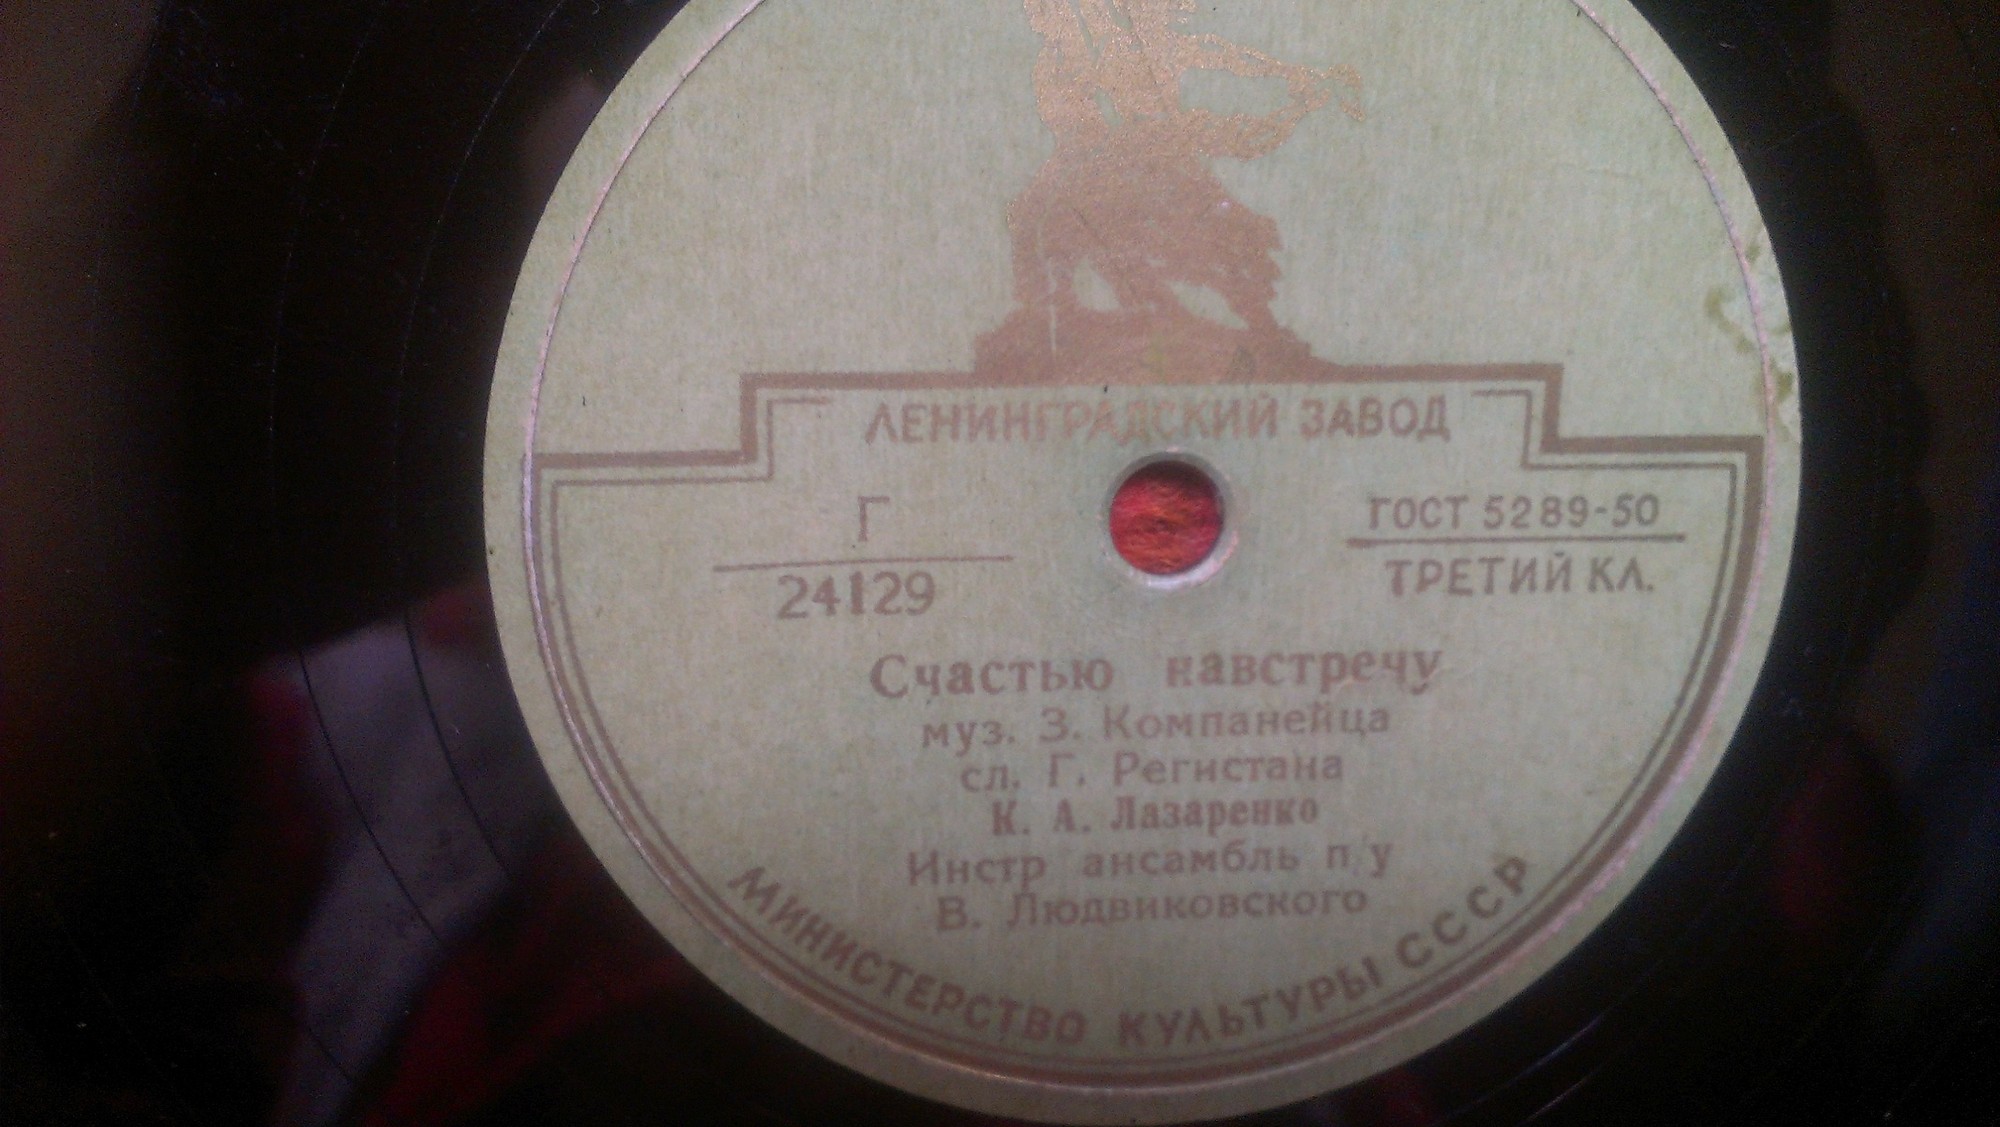 ЛЕНИНГРАДСКИЙ ЗАВОД
Г
24129
ГОСТ 5289-50
ТРЕТИЙ КЛ.
Счастью навстречу
муз. З. Компанейца
сл. Г. Регистана
К. А. Лазаренко
Инстр ансамбль п/у
В. Людвиковского
МИНИСТЕРСТВО КУЛЬТУРЫ СССР